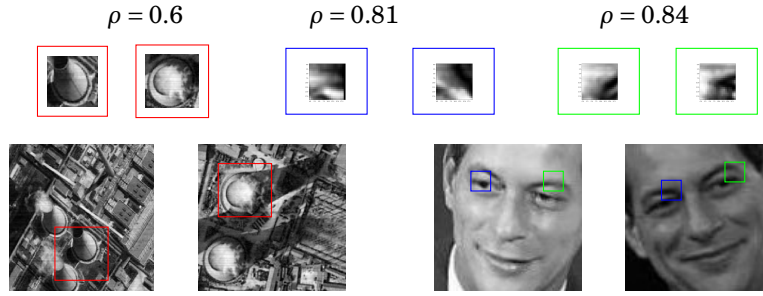 ρ = 0.6 ρ = 0.81 ρ = 0.84